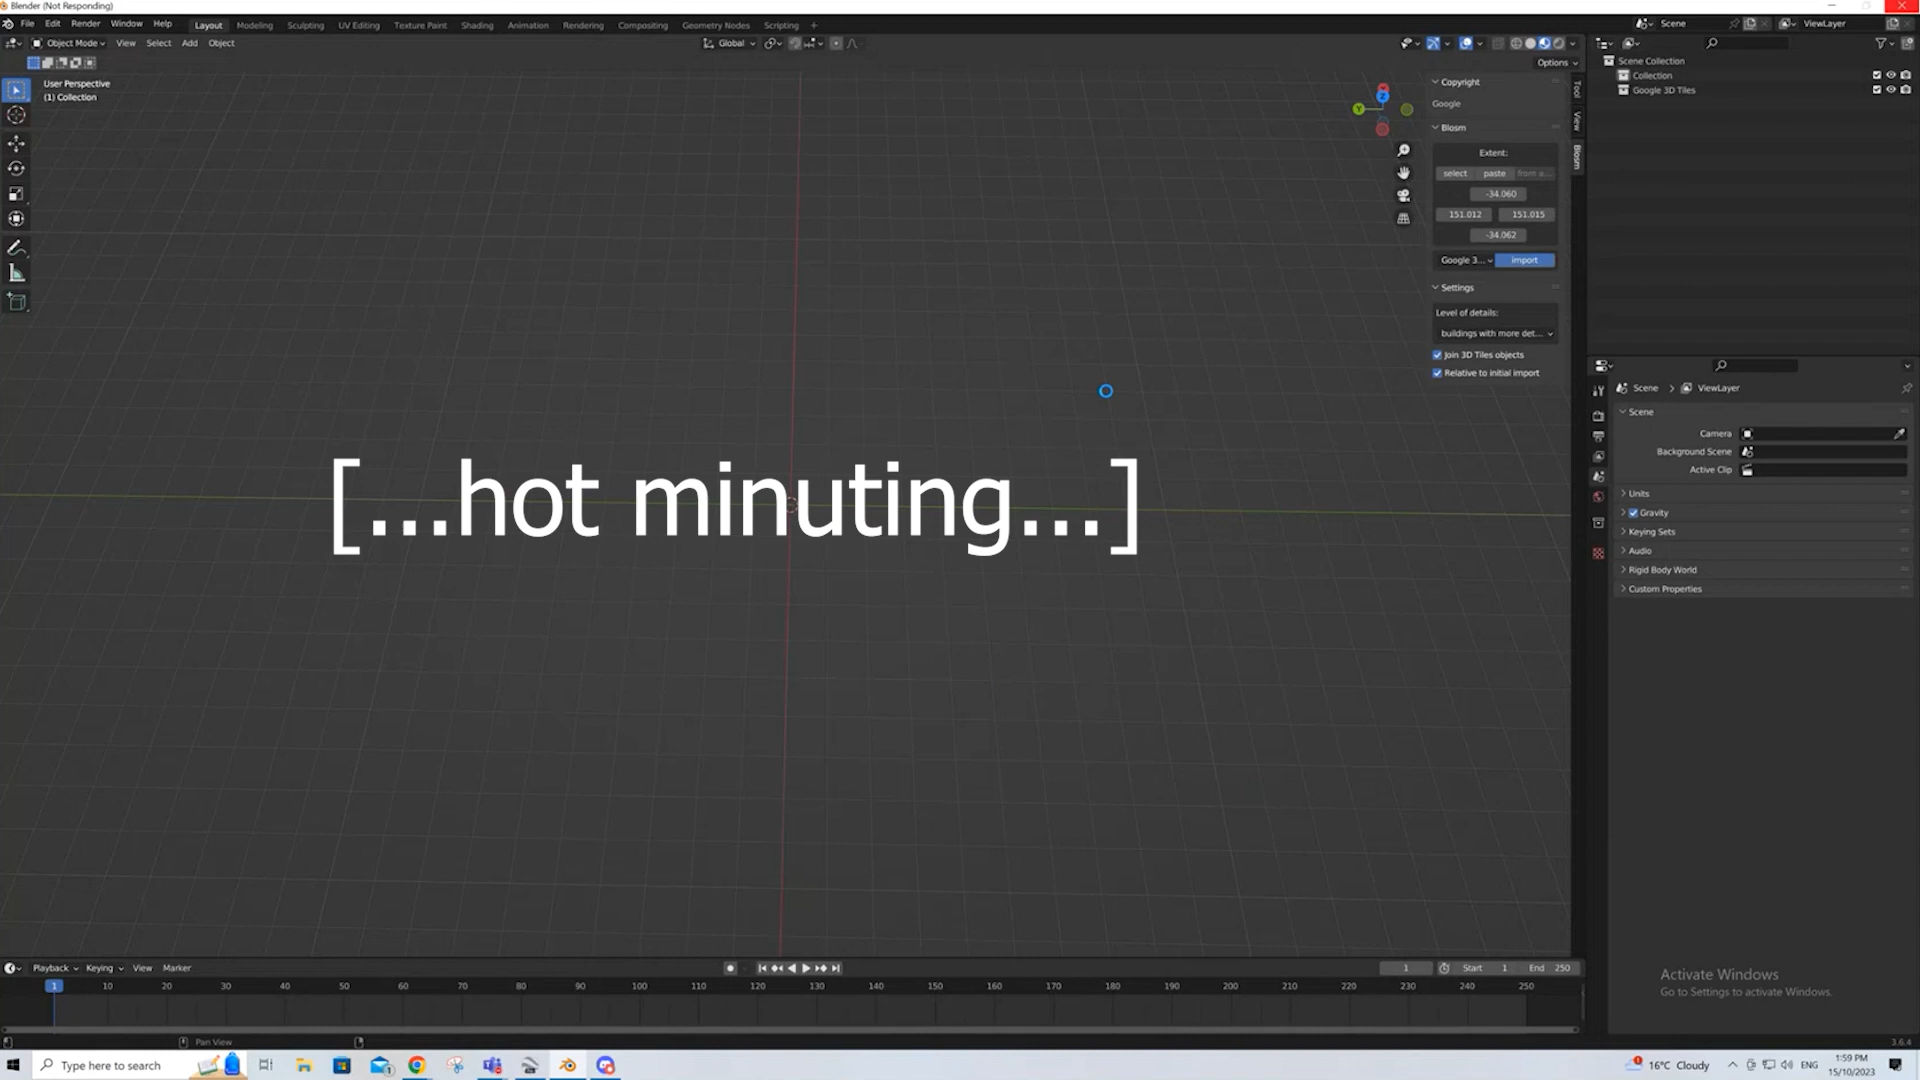 Blender (Not Responding)
File Edit Render Window Help Layout Modeling Sculpting UV Editing Texture Paint Shading Animation Rendering Compositing Geometry Nodes Scripting + Scene ViewLayer
Object Mode View Select Add Object Global
Options
User Perspective
(1) Collection
Scene Collection
Collection
Google 3D Tiles
Copyright
Google
Blosm
Extent:
select paste from a...
-34.060
151.012 151.015
-34.062
Google 3... import
Settings
Level of details:
buildings with more det...
Join 3D Tiles objects
Relative to initial import
Tool
View
Blosm
X
Y
Z
[...hot minuting...]
Scene > ViewLayer
Scene
Camera
Background Scene
Active Clip
Units
Gravity
Keying Sets
Audio
Rigid Body World
Custom Properties
Playback Keying View Marker 1 Start 1 End 250
1 10 20 30 40 50 60 70 80 90 100 110 120 130 140 150 160 170 180 190 200 210 220 230 240 250
Activate Windows
Go to Settings to activate Windows.
Pan View
3.6.4
Type here to search
16°C Cloudy ENG
1:59 PM
15/10/2023